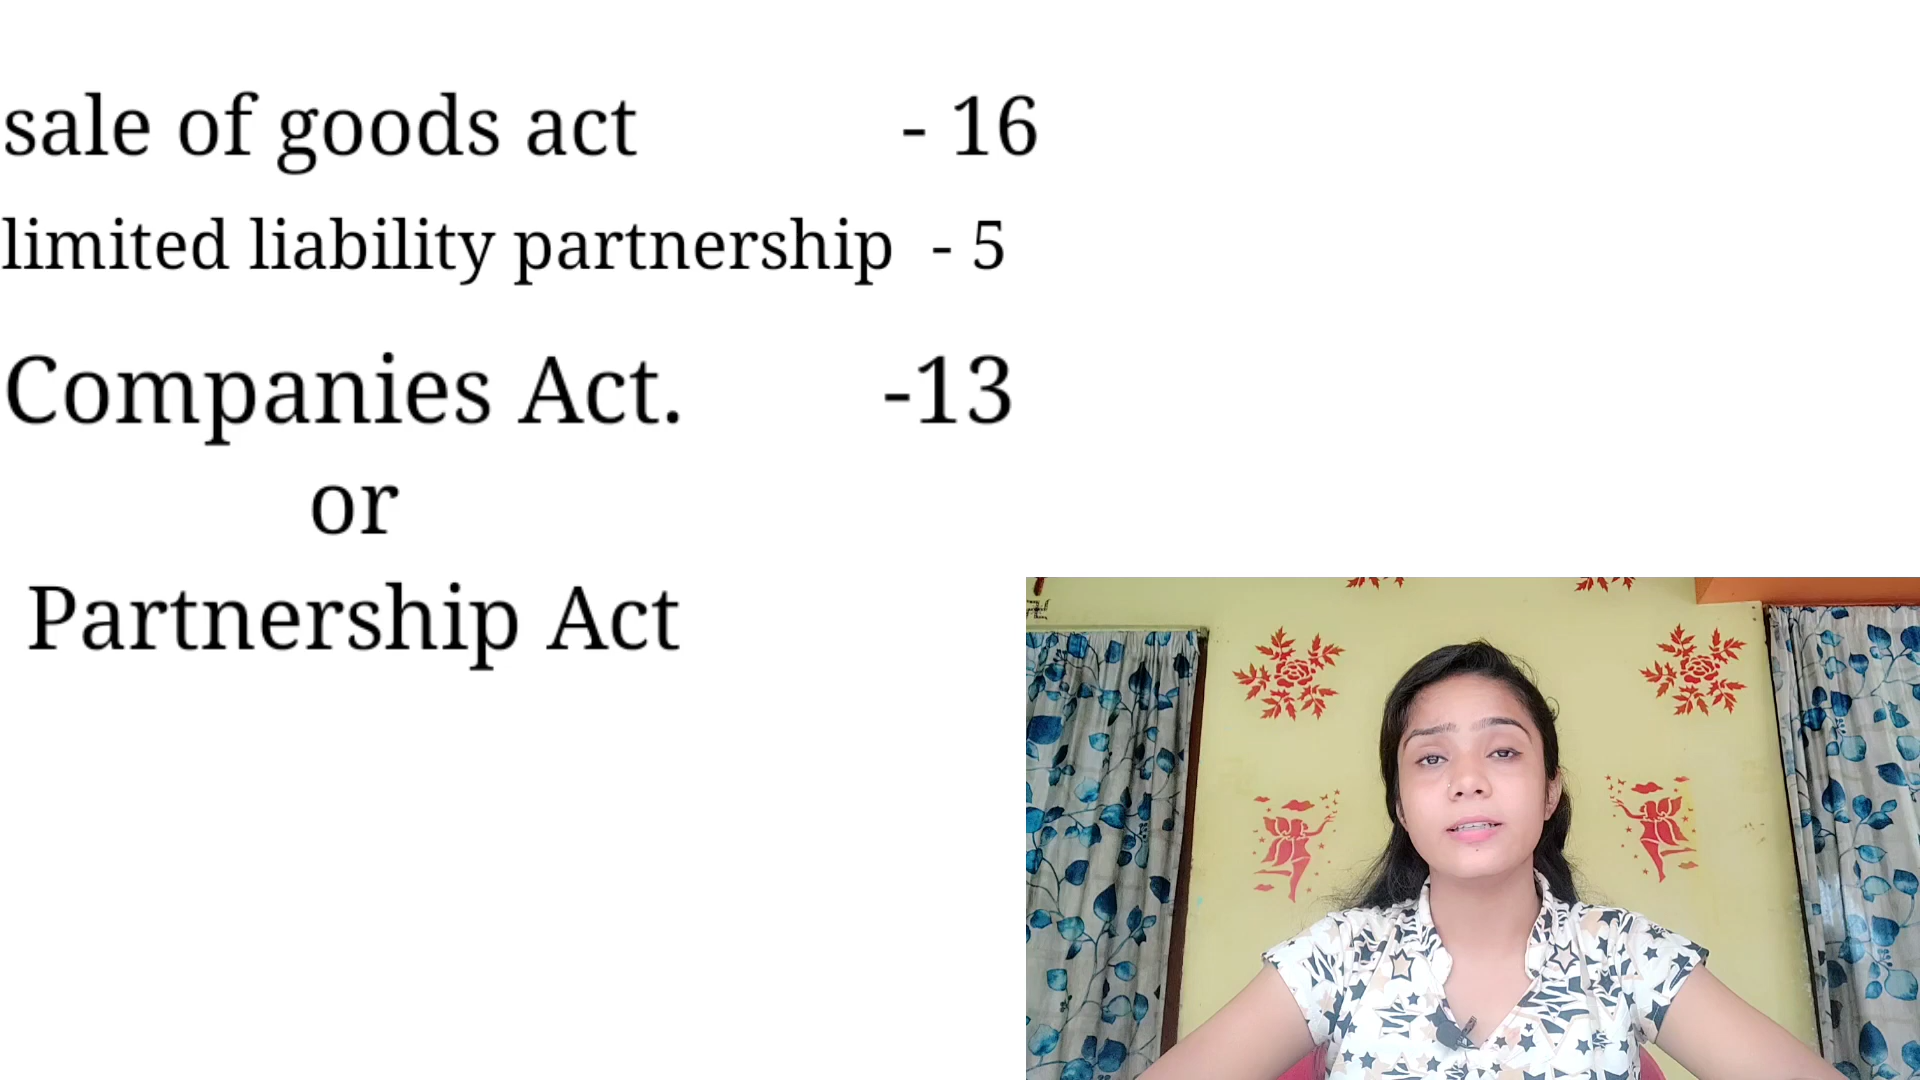 sale of goods act - 16
limited liability partnership - 5
Companies Act. -13
or
Partnership Act